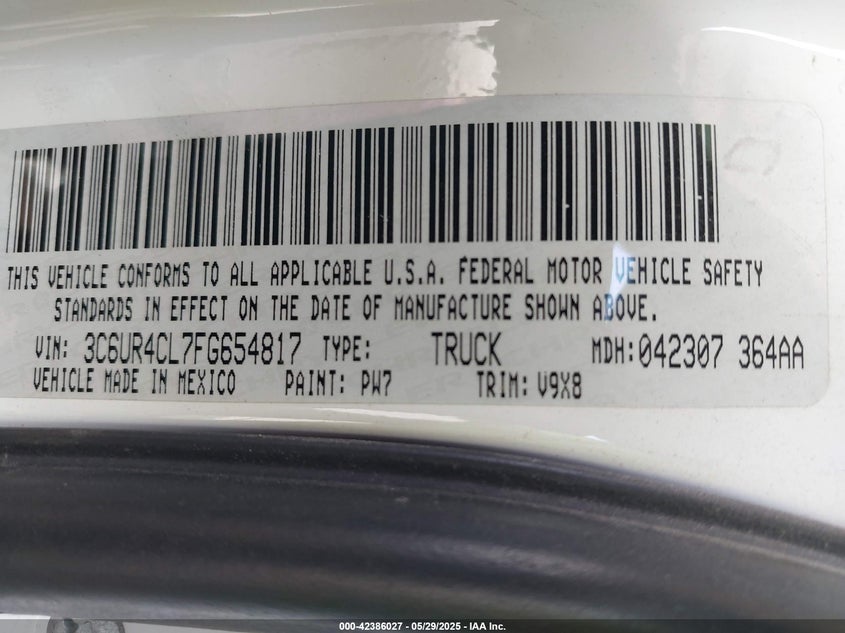 THIS VEHICLE CONFORMS TO ALL APPLICABLE U.S.A. FEDERAL MOTOR VEHICLE SAFETY
STANDARDS IN EFFECT ON THE DATE OF MANUFACTURE SHOWN ABOVE.
VIN: 3C6UR4CL7FG654817 TYPE: TRUCK MDH: 042307 364AA
VEHICLE MADE IN MEXICO PAINT: PW7 TRIM: V9X8
000-42386027 - 05/29/2025 - IAA Inc.